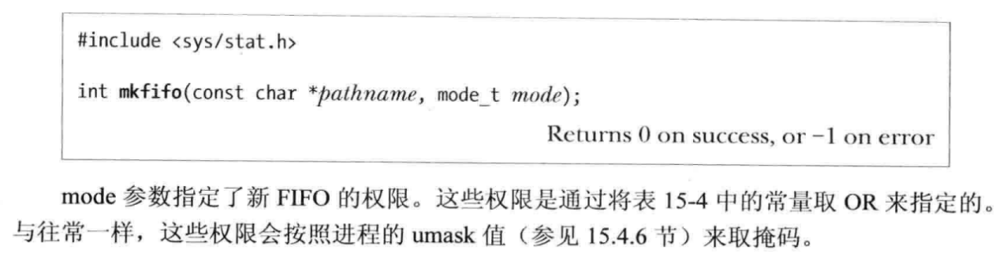 #include <sys/stat.h>
int mkfifo(const char *pathname, mode_t mode);
Returns 0 on success, or −1 on error
mode 参数指定了新 FIFO 的权限。这些权限是通过将表 15-4 中的常量取 OR 来指定的。
与往常一样，这些权限会按照进程的 umask 值（参见 15.4.6 节）来取掩码。